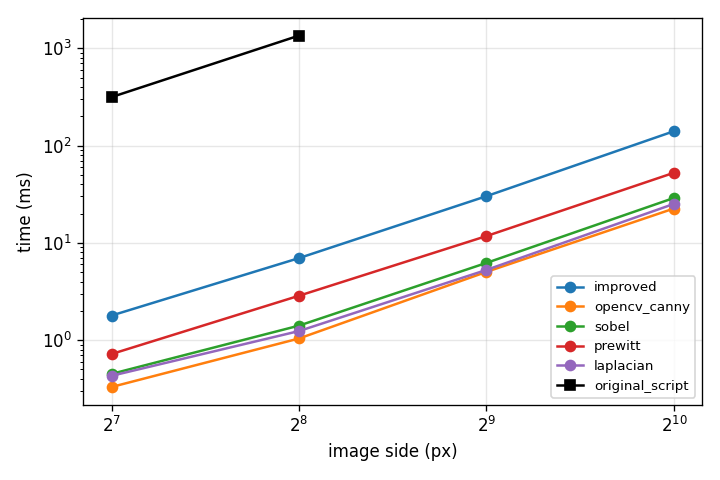 10³
10²
10¹
10⁰
time (ms)
2⁷
2⁸
2⁹
2¹⁰
image side (px)
improved
opencv_canny
sobel
prewitt
laplacian
original_script